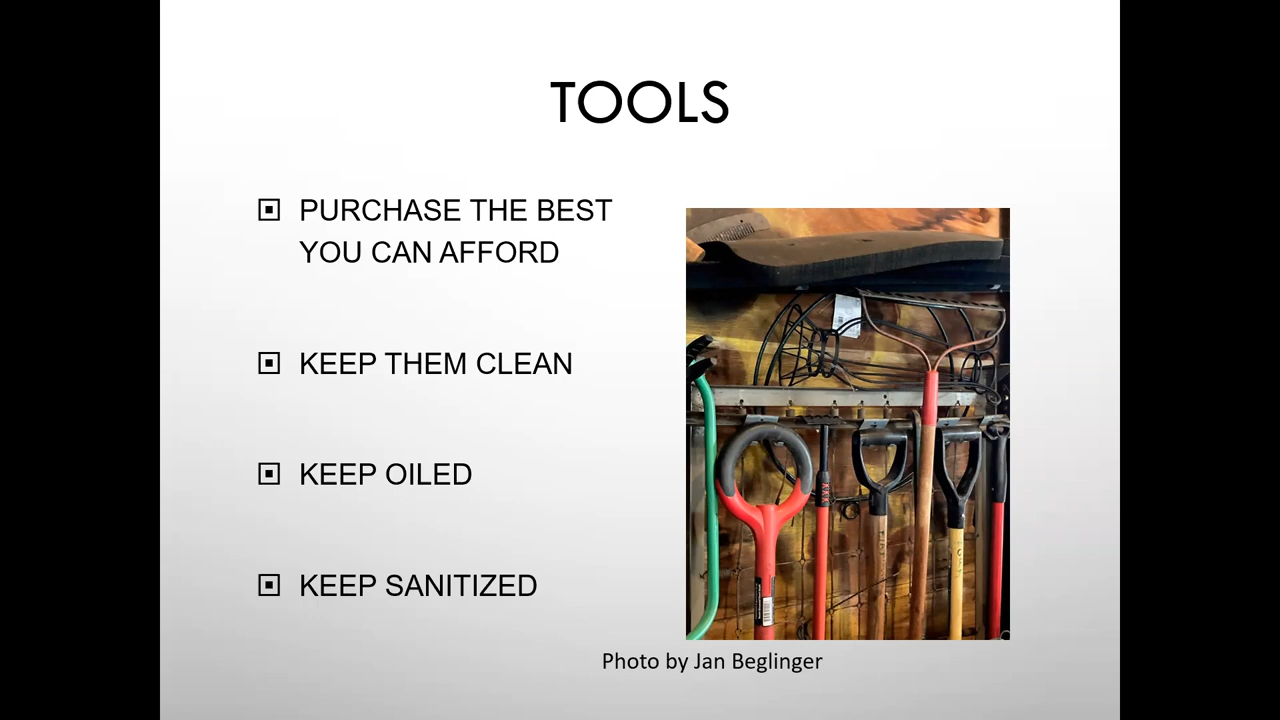 TOOLS
PURCHASE THE BEST
YOU CAN AFFORD
KEEP THEM CLEAN
KEEP OILED
KEEP SANITIZED
Photo by Jan Beglinger